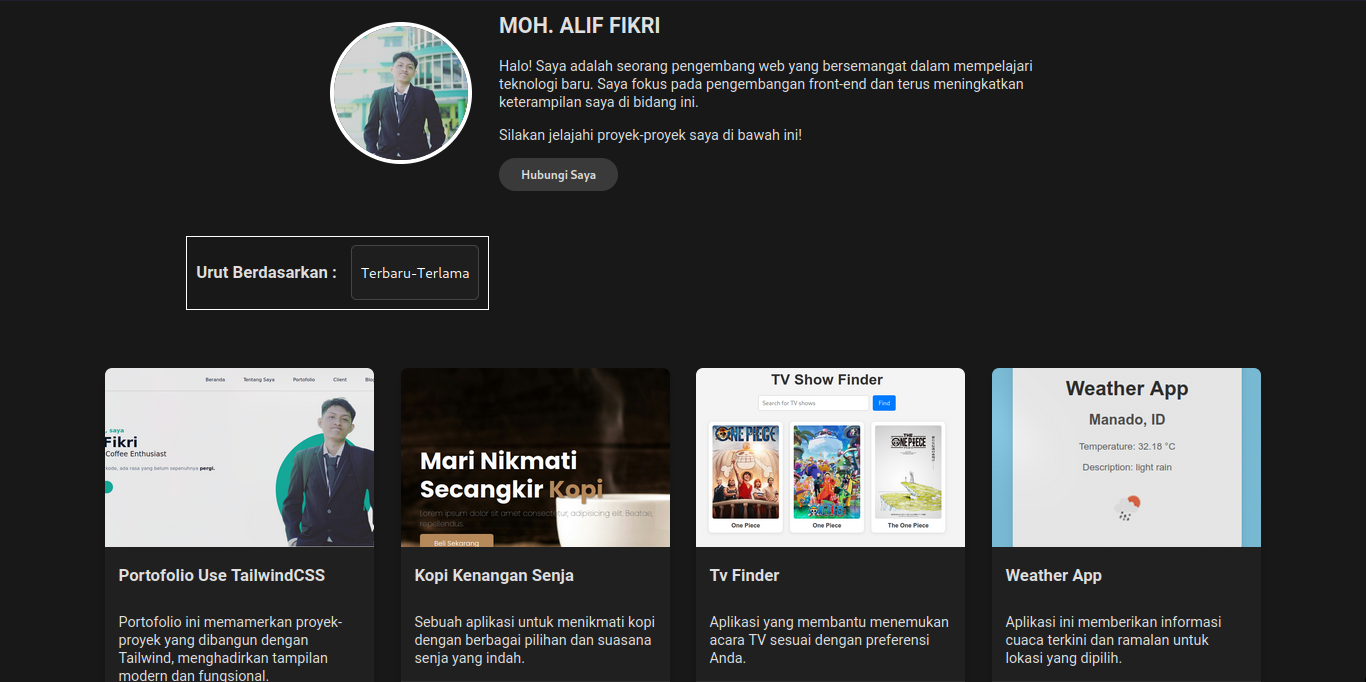 MOH. ALIF FIKRI
Halo! Saya adalah seorang pengembang web yang bersemangat dalam mempelajari
teknologi baru. Saya fokus pada pengembangan front-end dan terus meningkatkan
keterampilan saya di bidang ini.
Silakan jelajahi proyek-proyek saya di bawah ini!
Hubungi Saya
Urut Berdasarkan :
Terbaru-Terlama
Beranda Tentang Saya Portofolio Client Blo
, saya
Fikri
Coffee Enthusiast
kode, ada rasa yang belum sepenuhnya pergi.
Portofolio Use TailwindCSS
Portofolio ini memamerkan proyek-
proyek yang dibangun dengan
Tailwind, menghadirkan tampilan
modern dan fungsional.
Mari Nikmati
Secangkir Kopi
Lorem ipsum dolor sit amet consectetur, adipisicing elit. Beatae,
repellendus.
Beli Sekarang
Kopi Kenangan Senja
Sebuah aplikasi untuk menikmati kopi
dengan berbagai pilihan dan suasana
senja yang indah.
TV Show Finder
Search for TV shows
Find
ONE PIECE
THE
ONE PIECE
One Piece
One Piece
The One Piece
Tv Finder
Aplikasi yang membantu menemukan
acara TV sesuai dengan preferensi
Anda.
Weather App
Manado, ID
Temperature: 32.18 °C
Description: light rain
Weather App
Aplikasi ini memberikan informasi
cuaca terkini dan ramalan untuk
lokasi yang dipilih.